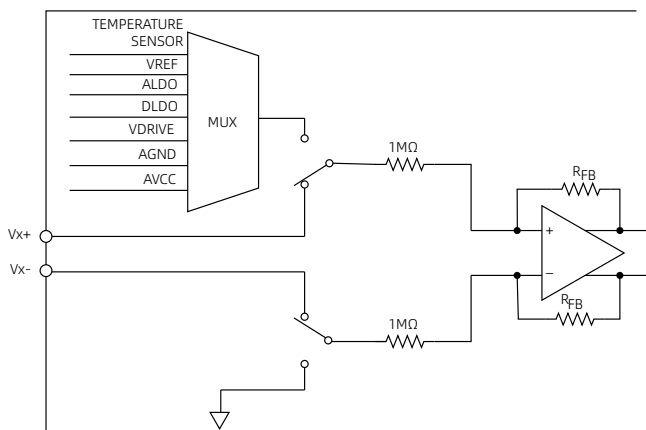 TEMPERATURE
SENSOR
VREF
ALDO
DLDO
VDRIVE
AGND
AVCC
MUX
1MΩ
RFB
Vx+
Vx-
+
−
1MΩ
RFB